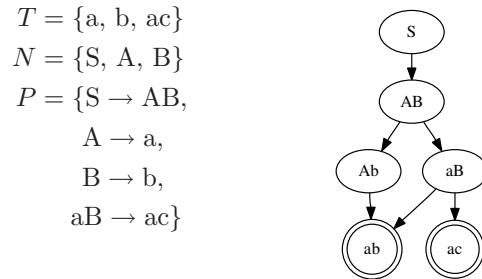 T = {a, b, ac}
N = {S, A, B}
P = {S → AB,
A → a,
B → b,
aB → ac}
S
AB
Ab aB
ab ac